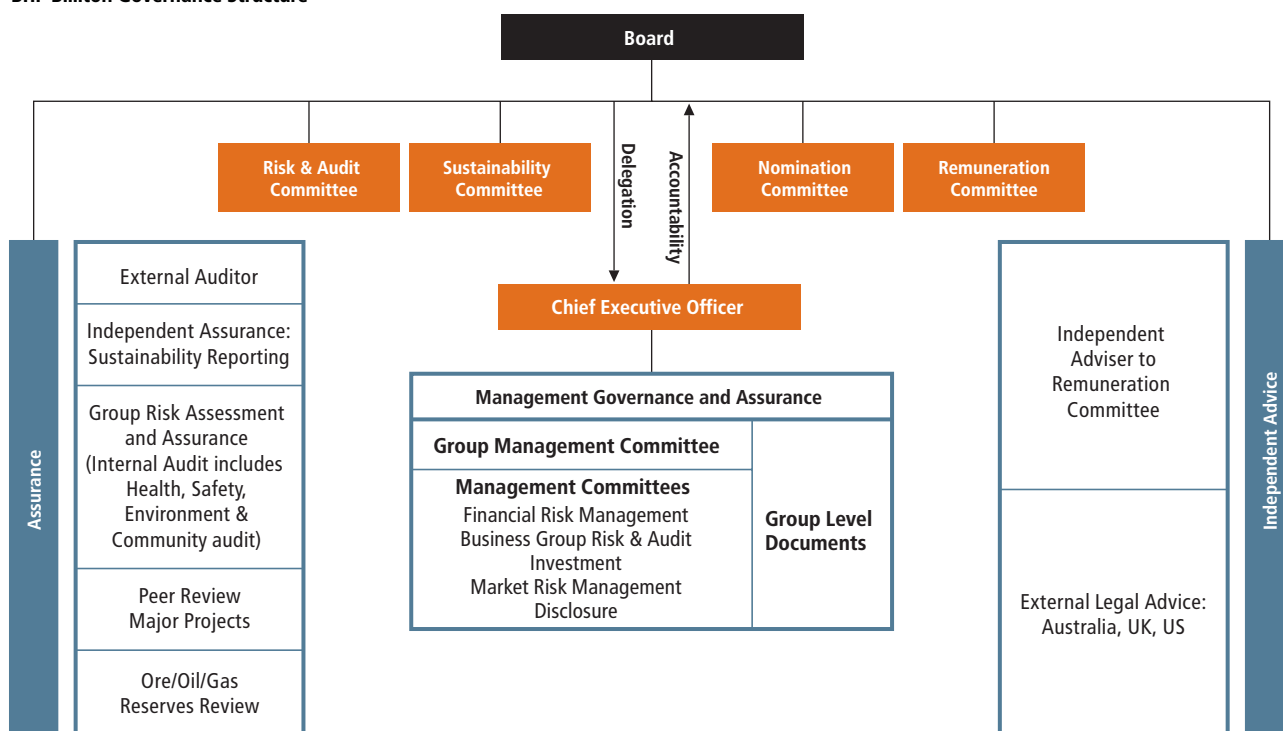 BHP Billiton Governance Structure
Board
Risk & Audit
Committee
Sustainability
Committee
Delegation
Accountability
Nomination
Committee
Remuneration
Committee
Chief Executive Officer
Assurance
External Auditor
Independent Assurance:
Sustainability Reporting
Group Risk Assessment
and Assurance
(Internal Audit includes
Health, Safety,
Environment &
Community audit)
Peer Review
Major Projects
Ore/Oil/Gas
Reserves Review
Management Governance and Assurance
Group Management Committee
Management Committees
Financial Risk Management
Business Group Risk & Audit
Investment
Market Risk Management
Disclosure
Group Level
Documents
Independent
Adviser to
Remuneration
Committee
External Legal Advice:
Australia, UK, US
Independent Advice